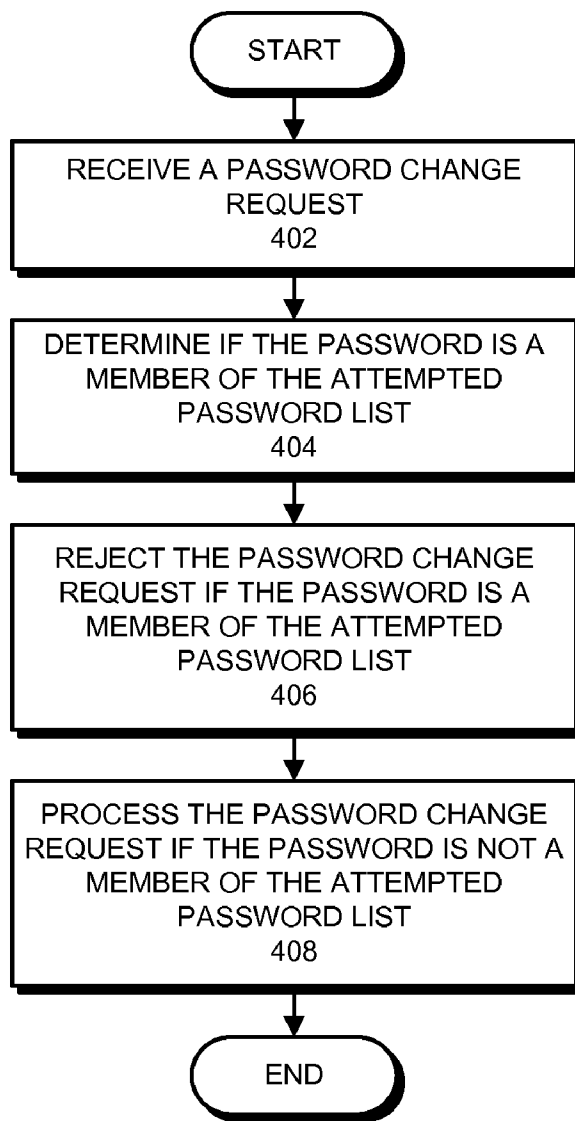 START
RECEIVE A PASSWORD CHANGE
REQUEST
402
DETERMINE IF THE PASSWORD IS A
MEMBER OF THE ATTEMPTED
PASSWORD LIST
404
REJECT THE PASSWORD CHANGE
REQUEST IF THE PASSWORD IS A
MEMBER OF THE ATTEMPTED
PASSWORD LIST
406
PROCESS THE PASSWORD CHANGE
REQUEST IF THE PASSWORD IS NOT A
MEMBER OF THE ATTEMPTED
PASSWORD LIST
408
END